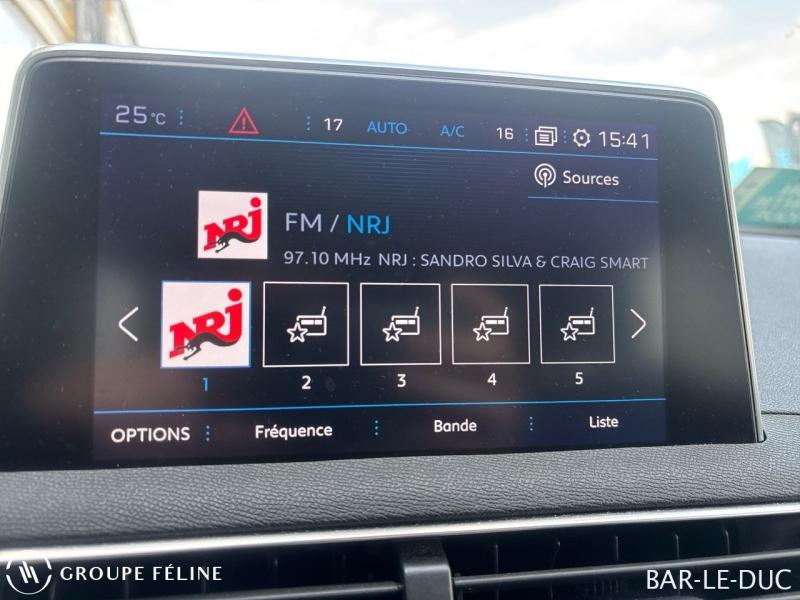 25°C 17 AUTO A/C 16 15:41
Sources
NRJ
FM / NRJ
97.10 MHz NRJ : SANDRO SILVA & CRAIG SMART
NRJ
1 2 3 4 5
OPTIONS Fréquence Bande Liste
GROUPE FÉLINE
BAR-LE-DUC